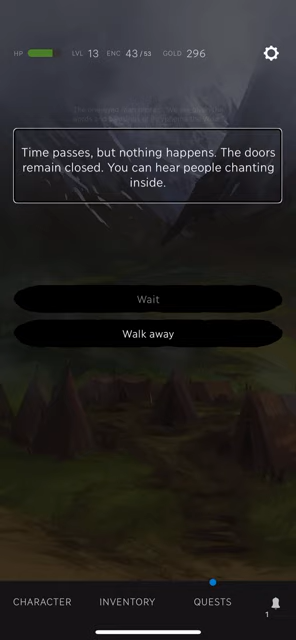 HP LVL 13 ENC 43/53 GOLD 296
Time passes, but nothing happens. The doors
remain closed. You can hear people chanting
inside.
Wait
Walk away
CHARACTER INVENTORY QUESTS
1